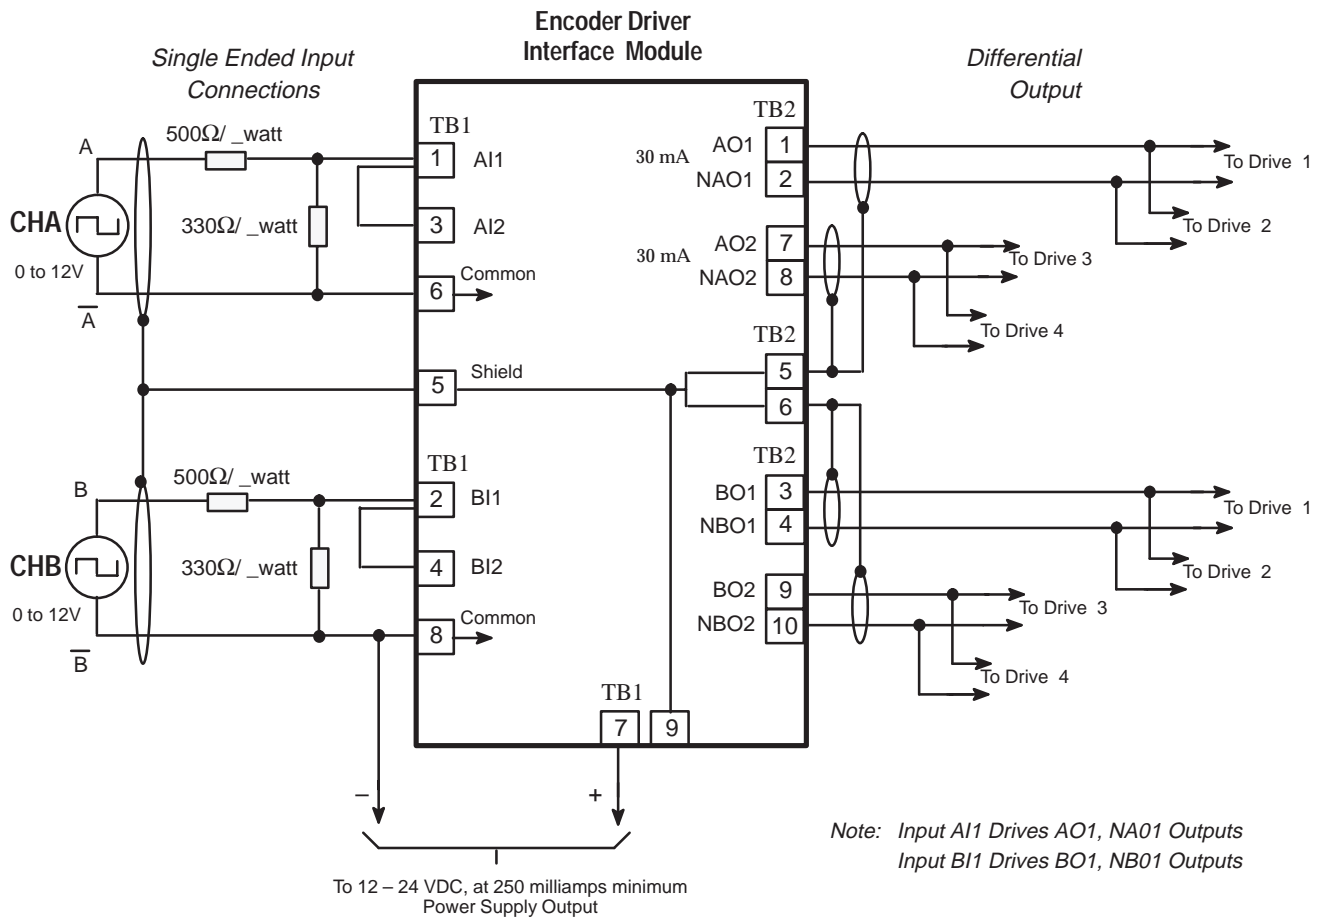 Encoder Driver
Interface Module
Single Ended Input
Connections
Differential
Output
TB1
TB2
A
500Ω/ _watt
1 AI1
330Ω/ _watt
CHA
3 AI2
0 to 12V
A
6 Common
30 mA
AO1 1
NAO1 2
To Drive 1
To Drive 2
30 mA
AO2 7
NAO2 8
To Drive 3
To Drive 4
TB2
5
6
5 Shield
TB1
B
500Ω/ _watt
2 BI1
330Ω/ _watt
CHB
4 BI2
0 to 12V
B
8 Common
TB2
BO1 3
NBO1 4
To Drive 1
To Drive 2
BO2 9
NBO2 10
To Drive 3
To Drive 4
TB1
7 9
– +
To 12 – 24 VDC, at 250 milliamps minimum
Power Supply Output
Note: Input AI1 Drives AO1, NA01 Outputs
Input BI1 Drives BO1, NB01 Outputs